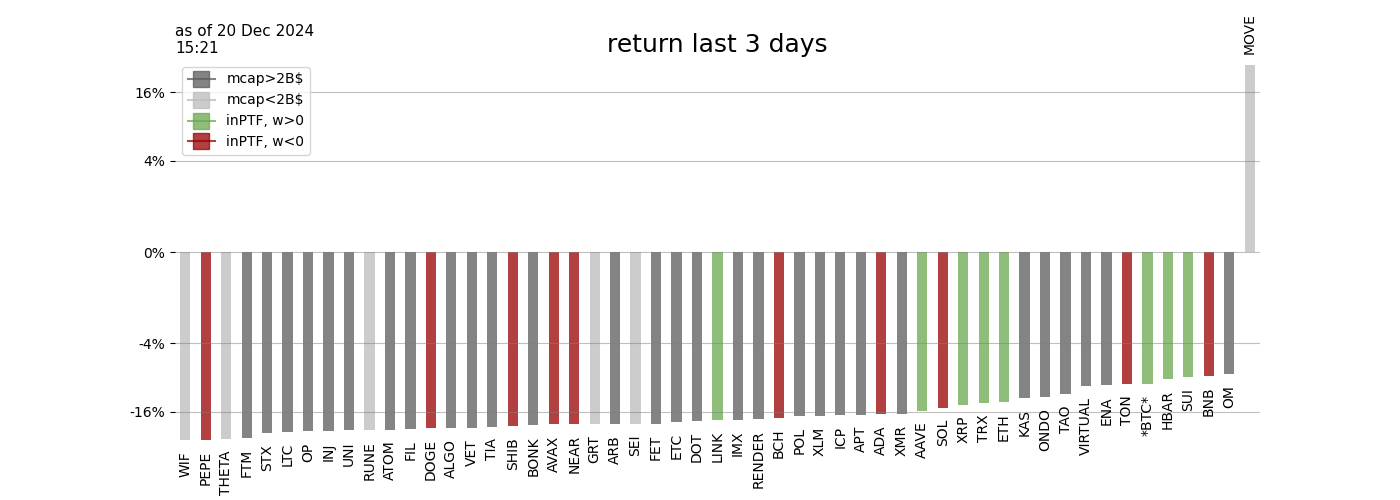 as of 20 Dec 2024
15:21
return last 3 days
MOVE
mcap>2B$
mcap<2B$
inPTF, w>0
inPTF, w<0
16%
4%
0%
-4%
-16%
WIF
PEPE
THETA
FTM
STX
LTC
OP
INJ
UNI
RUNE
ATOM
FIL
DOGE
ALGO
VET
TIA
SHIB
BONK
AVAX
NEAR
GRT
ARB
SEI
FET
ETC
DOT
LINK
IMX
RENDER
BCH
POL
XLM
ICP
APT
ADA
XMR
AAVE
SOL
XRP
TRX
ETH
KAS
ONDO
TAO
VIRTUAL
ENA
TON
*BTC*
HBAR
SUI
BNB
OM